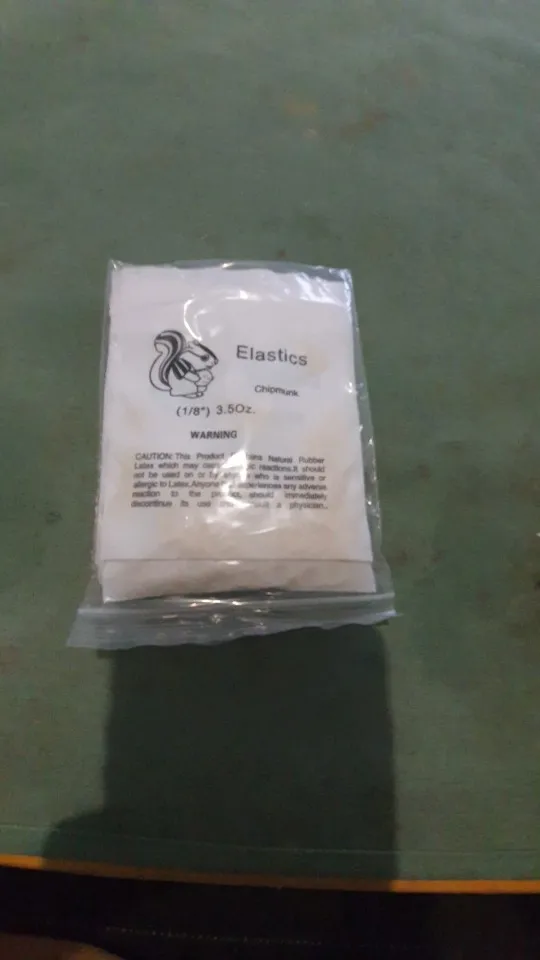 Elastics
Chipmunk
(1/8") 3.5Oz.
WARNING
CAUTION: This Product Natural Rubber
Latex which may reactions.It should
not be used on or by who is sensitive or
allergic to Latex.Anyone experiences any adverse
reaction to the product, should immediately
discontinue its use a physician..